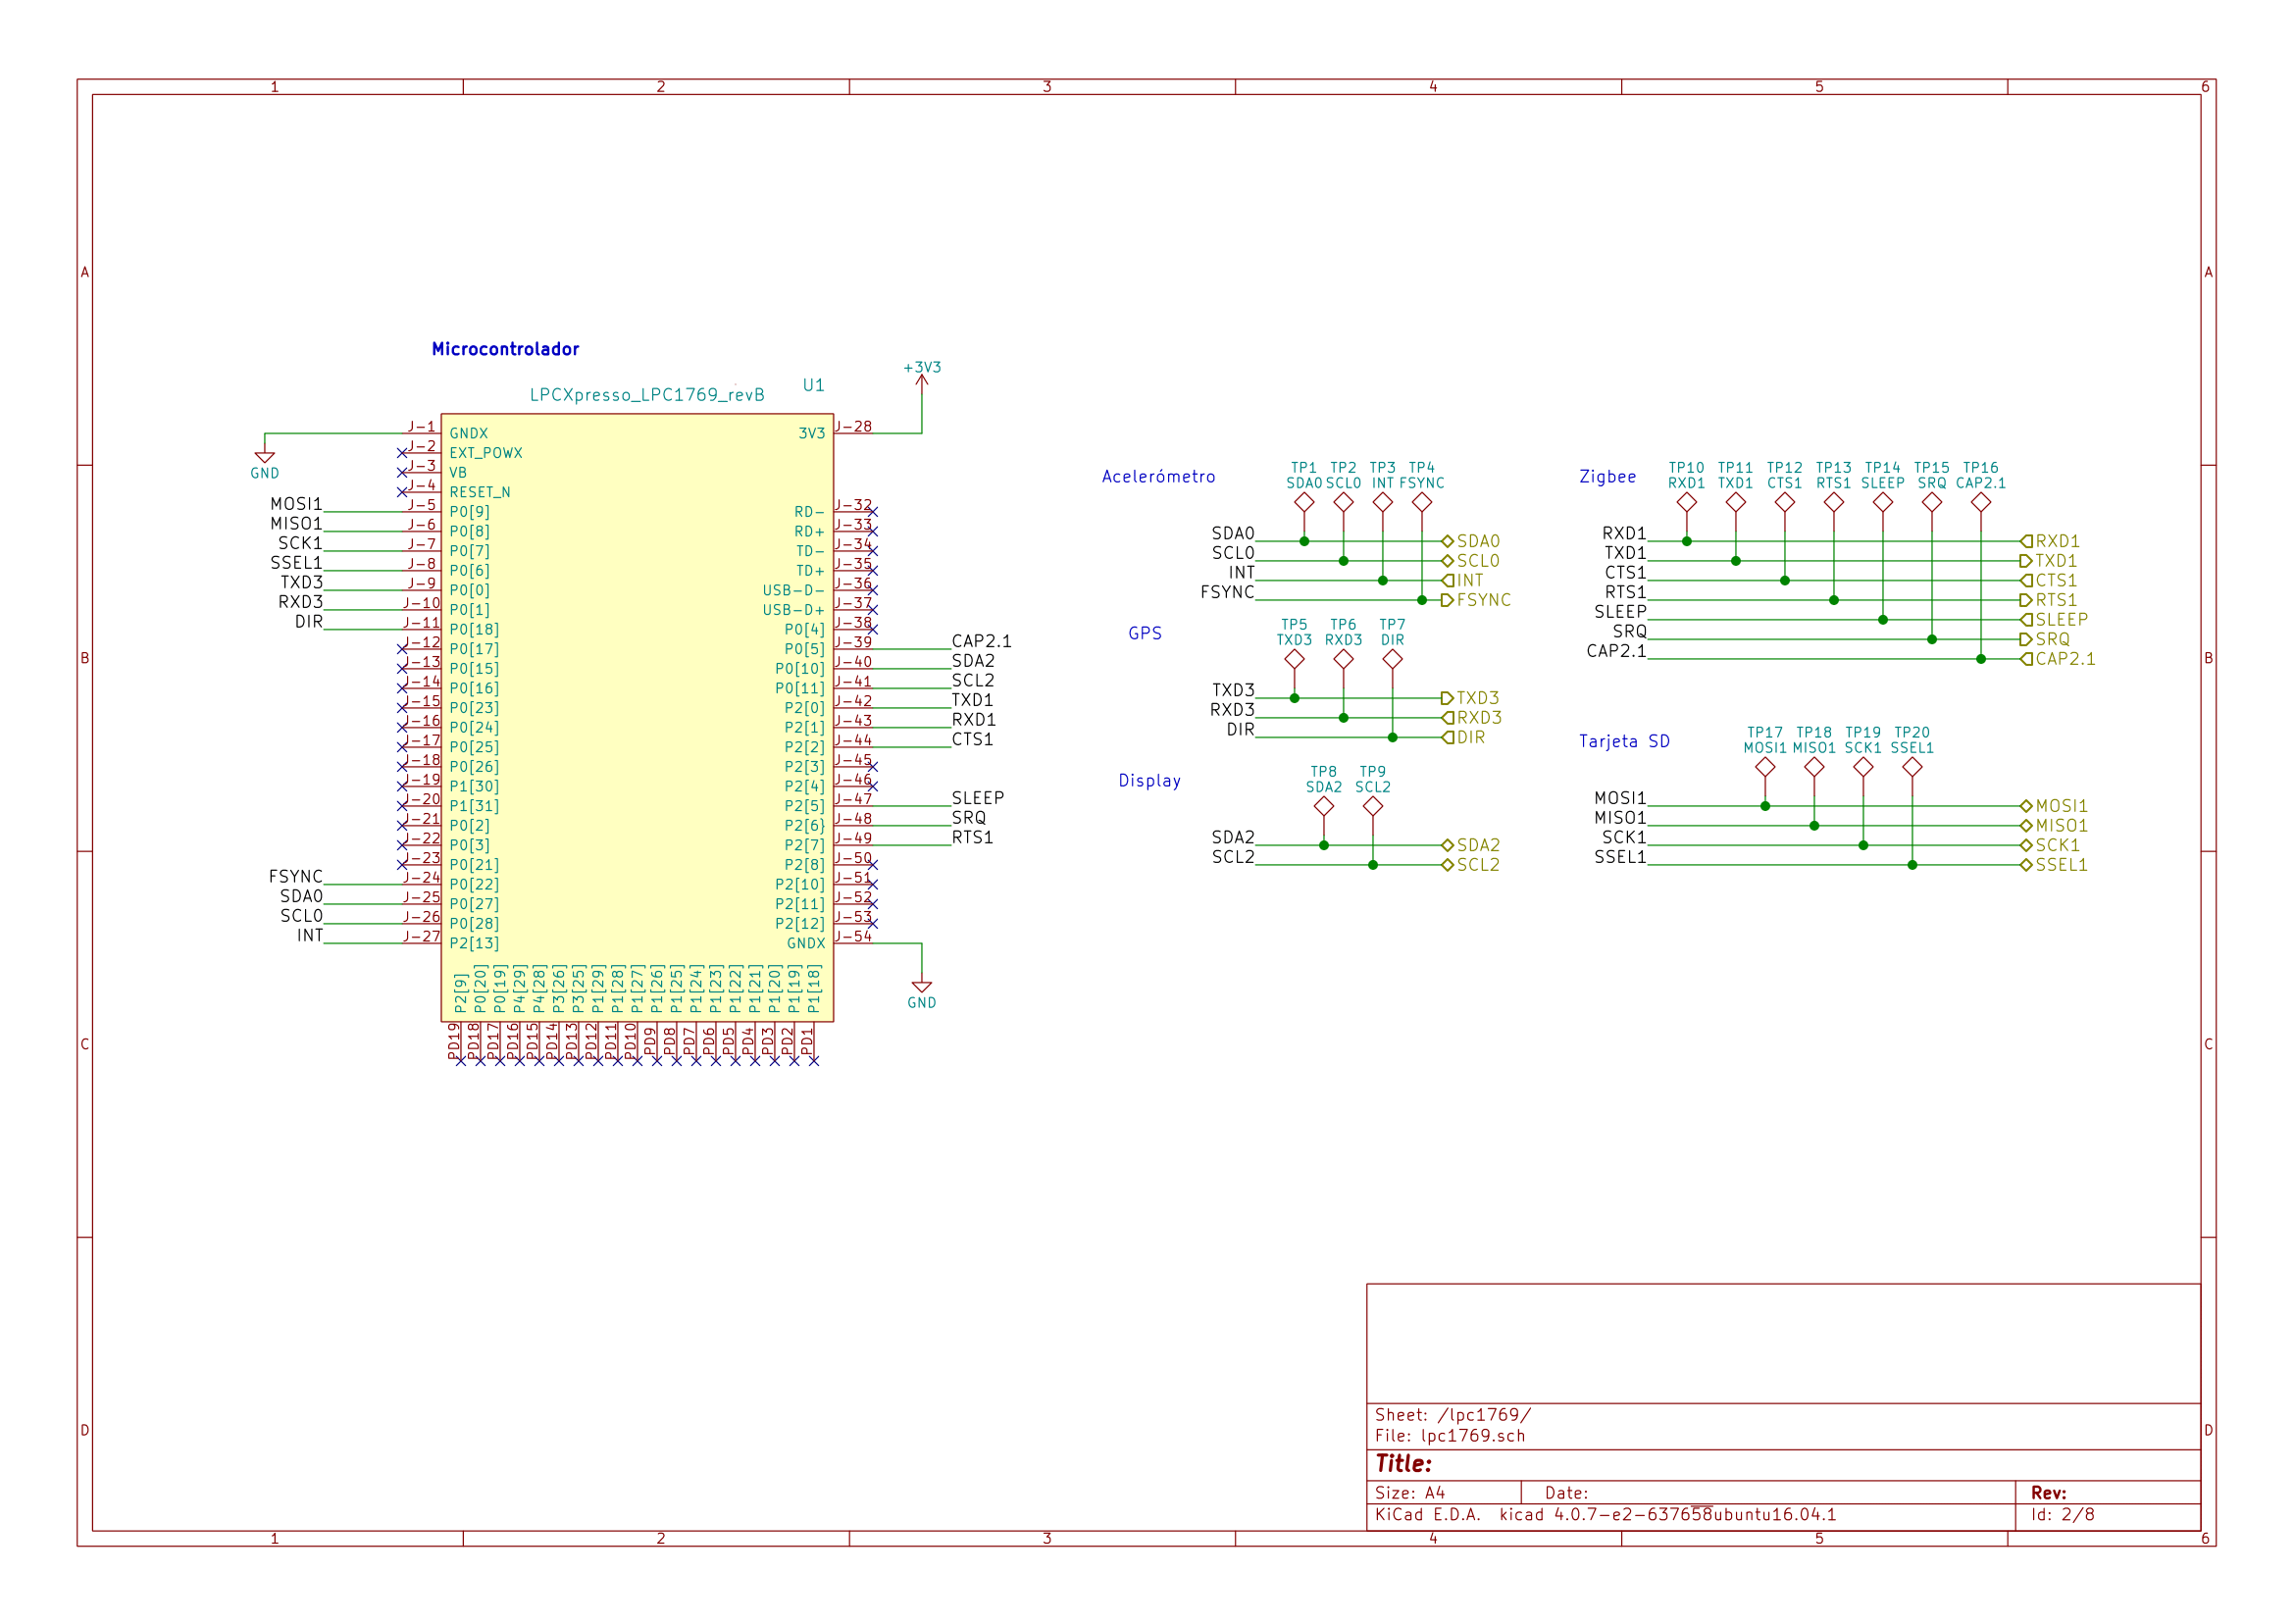 1 2 3 4 5 6
A A
B B
C C
D D
Microcontrolador
LPCXpresso_LPC1769_revB U1
+3V3
GND
J-1 GNDX
J-2 EXT_POWX
J-3 VB
J-4 RESET_N
MOSI1 J-5 P0[9]
MISO1 J-6 P0[8]
SCK1 J-7 P0[7]
SSEL1 J-8 P0[6]
TXD3 J-9 P0[0]
RXD3 J-10 P0[1]
DIR J-11 P0[18]
J-12 P0[17]
J-13 P0[15]
J-14 P0[16]
J-15 P0[23]
J-16 P0[24]
J-17 P0[25]
J-18 P0[26]
J-19 P1[30]
J-20 P1[31]
J-21 P0[2]
J-22 P0[3]
J-23 P0[21]
FSYNC J-24 P0[22]
SDA0 J-25 P0[27]
SCL0 J-26 P0[28]
INT J-27 P2[13]
3V3 J-28
RD- J-32
RD+ J-33
TD- J-34
TD+ J-35
USB-D- J-36
USB-D+ J-37
P0[4] J-38
P0[5] J-39 CAP2.1
P0[10] J-40 SDA2
P0[11] J-41 SCL2
P2[0] J-42 TXD1
P2[1] J-43 RXD1
P2[2] J-44 CTS1
P2[3] J-45
P2[4] J-46
P2[5] J-47 SLEEP
P2[6} J-48 SRQ
P2[7] J-49 RTS1
P2[8] J-50
P2[10] J-51
P2[11] J-52
P2[12] J-53
GNDX J-54
GND
P2[9] P0[20] P0[19] P4[29] P4[28] P3[26] P3[25] P1[29] P1[28] P1[27] P1[26] P1[25] P1[24] P1[23] P1[22] P1[21] P1[20] P1[19] P1[18]
PD19 PD18 PD17 PD16 PD15 PD14 PD13 PD12 PD11 PD10 PD9 PD8 PD7 PD6 PD5 PD4 PD3 PD2 PD1
Acelerómetro
TP1 TP2 TP3 TP4
SDA0 SCL0 INT FSYNC
SDA0 SDA0
SCL0 SCL0
INT INT
FSYNC FSYNC
GPS
TP5 TP6 TP7
TXD3 RXD3 DIR
TXD3 TXD3
RXD3 RXD3
DIR DIR
Display
TP8 TP9
SDA2 SCL2
SDA2 SDA2
SCL2 SCL2
Zigbee
TP10 TP11 TP12 TP13 TP14 TP15 TP16
RXD1 TXD1 CTS1 RTS1 SLEEP SRQ CAP2.1
RXD1 RXD1
TXD1 TXD1
CTS1 CTS1
RTS1 RTS1
SLEEP SLEEP
SRQ SRQ
CAP2.1 CAP2.1
Tarjeta SD
TP17 TP18 TP19 TP20
MOSI1 MISO1 SCK1 SSEL1
MOSI1 MOSI1
MISO1 MISO1
SCK1 SCK1
SSEL1 SSEL1
Sheet: /lpc1769/
File: lpc1769.sch
Title:
Size: A4 Date: Rev:
KiCad E.D.A. kicad 4.0.7-e2-637658ubuntu16.04.1 Id: 2/8
1 2 3 4 5 6